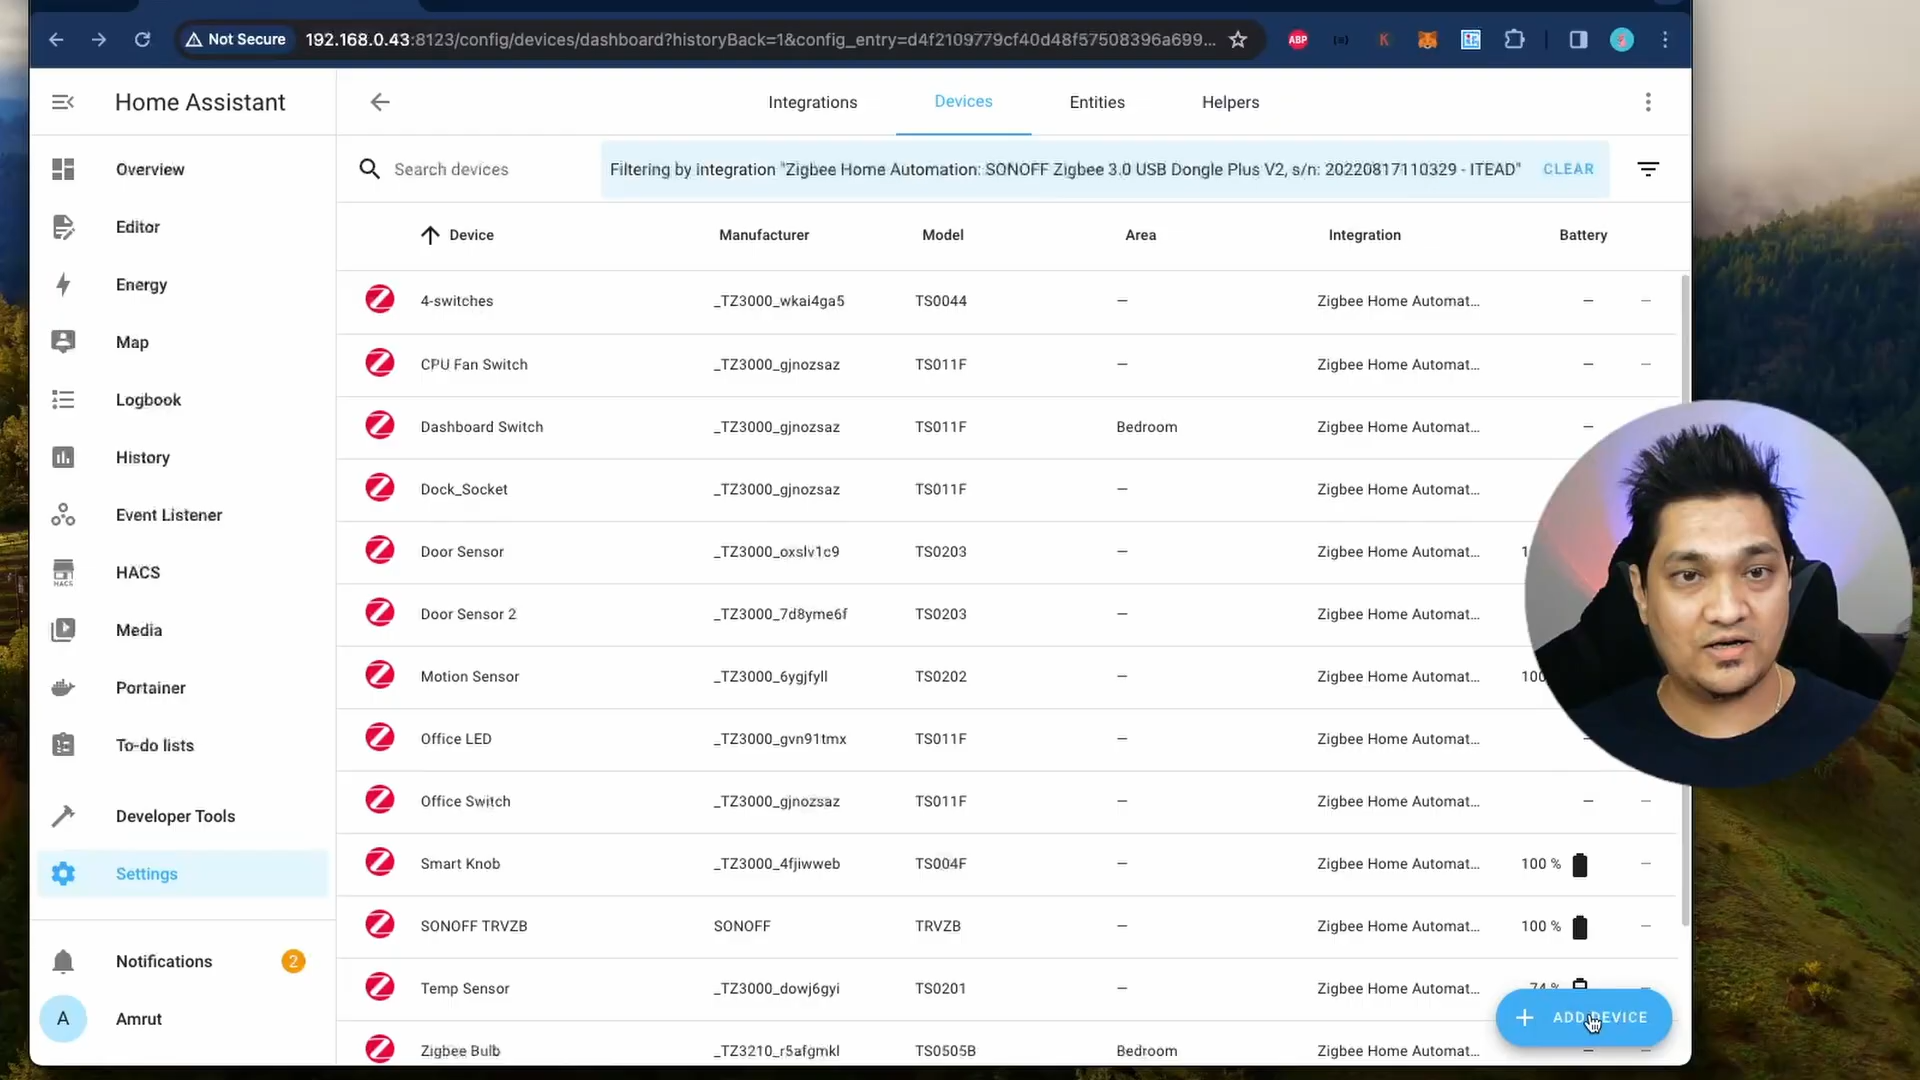 Not Secure 192.168.0.43:8123/config/devices/dashboard?historyBack=1&config_entry=d4f2109779cf40d48f57508396a699... ABP K
Home Assistant
Integrations Devices Entities Helpers
Search devices Filtering by integration "Zigbee Home Automation: SONOFF Zigbee 3.0 USB Dongle Plus V2, s/n: 20220817110329 - ITEAD" CLEAR
Overview
Editor
Energy
Map
Logbook
History
Event Listener
HACS
HACS
Media
Portainer
To-do lists
Developer Tools
Settings
Notifications 2
A Amrut
Device Manufacturer Model Area Integration Battery
4-switches _TZ3000_wkai4ga5 TS0044 – Zigbee Home Automat... – –
CPU Fan Switch _TZ3000_gjnozsaz TS011F – Zigbee Home Automat... – –
Dashboard Switch _TZ3000_gjnozsaz TS011F Bedroom Zigbee Home Automat... –
Dock_Socket _TZ3000_gjnozsaz TS011F – Zigbee Home Automat...
Door Sensor _TZ3000_oxslv1c9 TS0203 – Zigbee Home Automat...
Door Sensor 2 _TZ3000_7d8yme6f TS0203 – Zigbee Home Automat...
Motion Sensor _TZ3000_6ygjfyll TS0202 – Zigbee Home Automat... 100
Office LED _TZ3000_gvn91tmx TS011F – Zigbee Home Automat... –
Office Switch _TZ3000_gjnozsaz TS011F – Zigbee Home Automat... – –
Smart Knob _TZ3000_4fjiwweb TS004F – Zigbee Home Automat... 100 % –
SONOFF TRVZB SONOFF TRVZB – Zigbee Home Automat... 100 % –
Temp Sensor _TZ3000_dowj6gyi TS0201 – Zigbee Home Automat... 74 %
Zigbee Bulb _TZ3210_r5afgmkl TS0505B Bedroom Zigbee Home Automat... –
+ ADD DEVICE